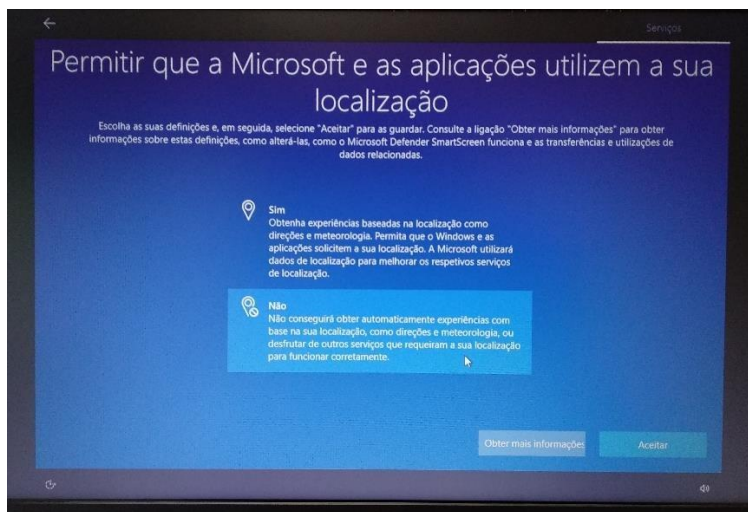 Serviços
Permitir que a Microsoft e as aplicações utilizem a sua
localização
Escolha as suas definições e, em seguida, selecione "Aceitar" para as guardar. Consulte a ligação "Obter mais informações" para obter
informações sobre estas definições, como alterá-las, como o Microsoft Defender SmartScreen funciona e as transferências e utilizações de
dados relacionadas.
Sim
Obtenha experiências baseadas na localização como
direções e meteorologia. Permita que o Windows e as
aplicações solicitem a sua localização. A Microsoft utilizará
dados de localização para melhorar os respetivos serviços
de localização.
Não
Não conseguirá obter automaticamente experiências com
base na sua localização, como direções e meteorologia, ou
desfrutar de outros serviços que requeiram a sua localização
para funcionar corretamente.
Obter mais informações
Aceitar